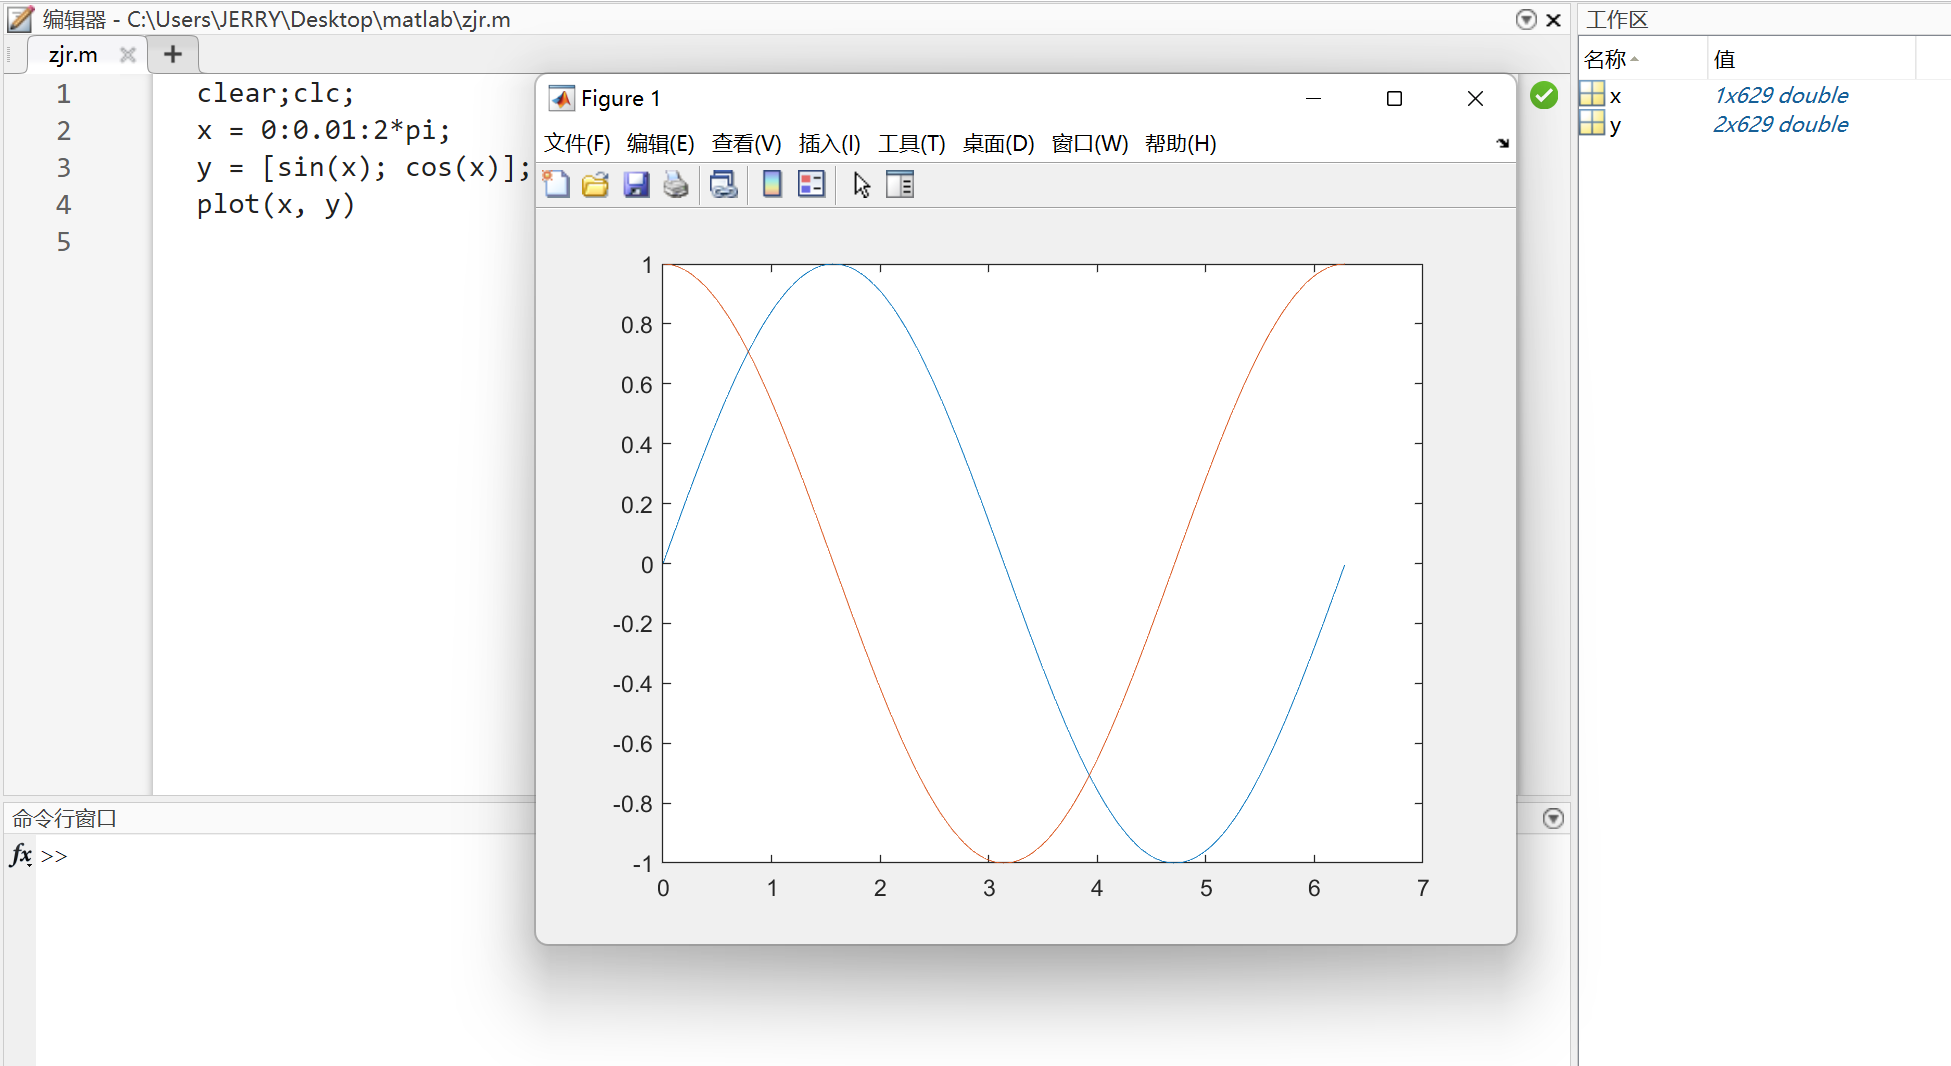 编辑器 - C:\Users\JERRY\Desktop\matlab\zjr.m
zjr.m
1 clear;clc;
2 x = 0:0.01:2*pi;
3 y = [sin(x); cos(x)];
4 plot(x, y)
5
Figure 1
文件(F) 编辑(E) 查看(V) 插入(I) 工具(T) 桌面(D) 窗口(W) 帮助(H)
1
0.8
0.6
0.4
0.2
0
-0.2
-0.4
-0.6
-0.8
-1
0 1 2 3 4 5 6 7
命令行窗口
fx >>
工作区
名称 值
x 1x629 double
y 2x629 double